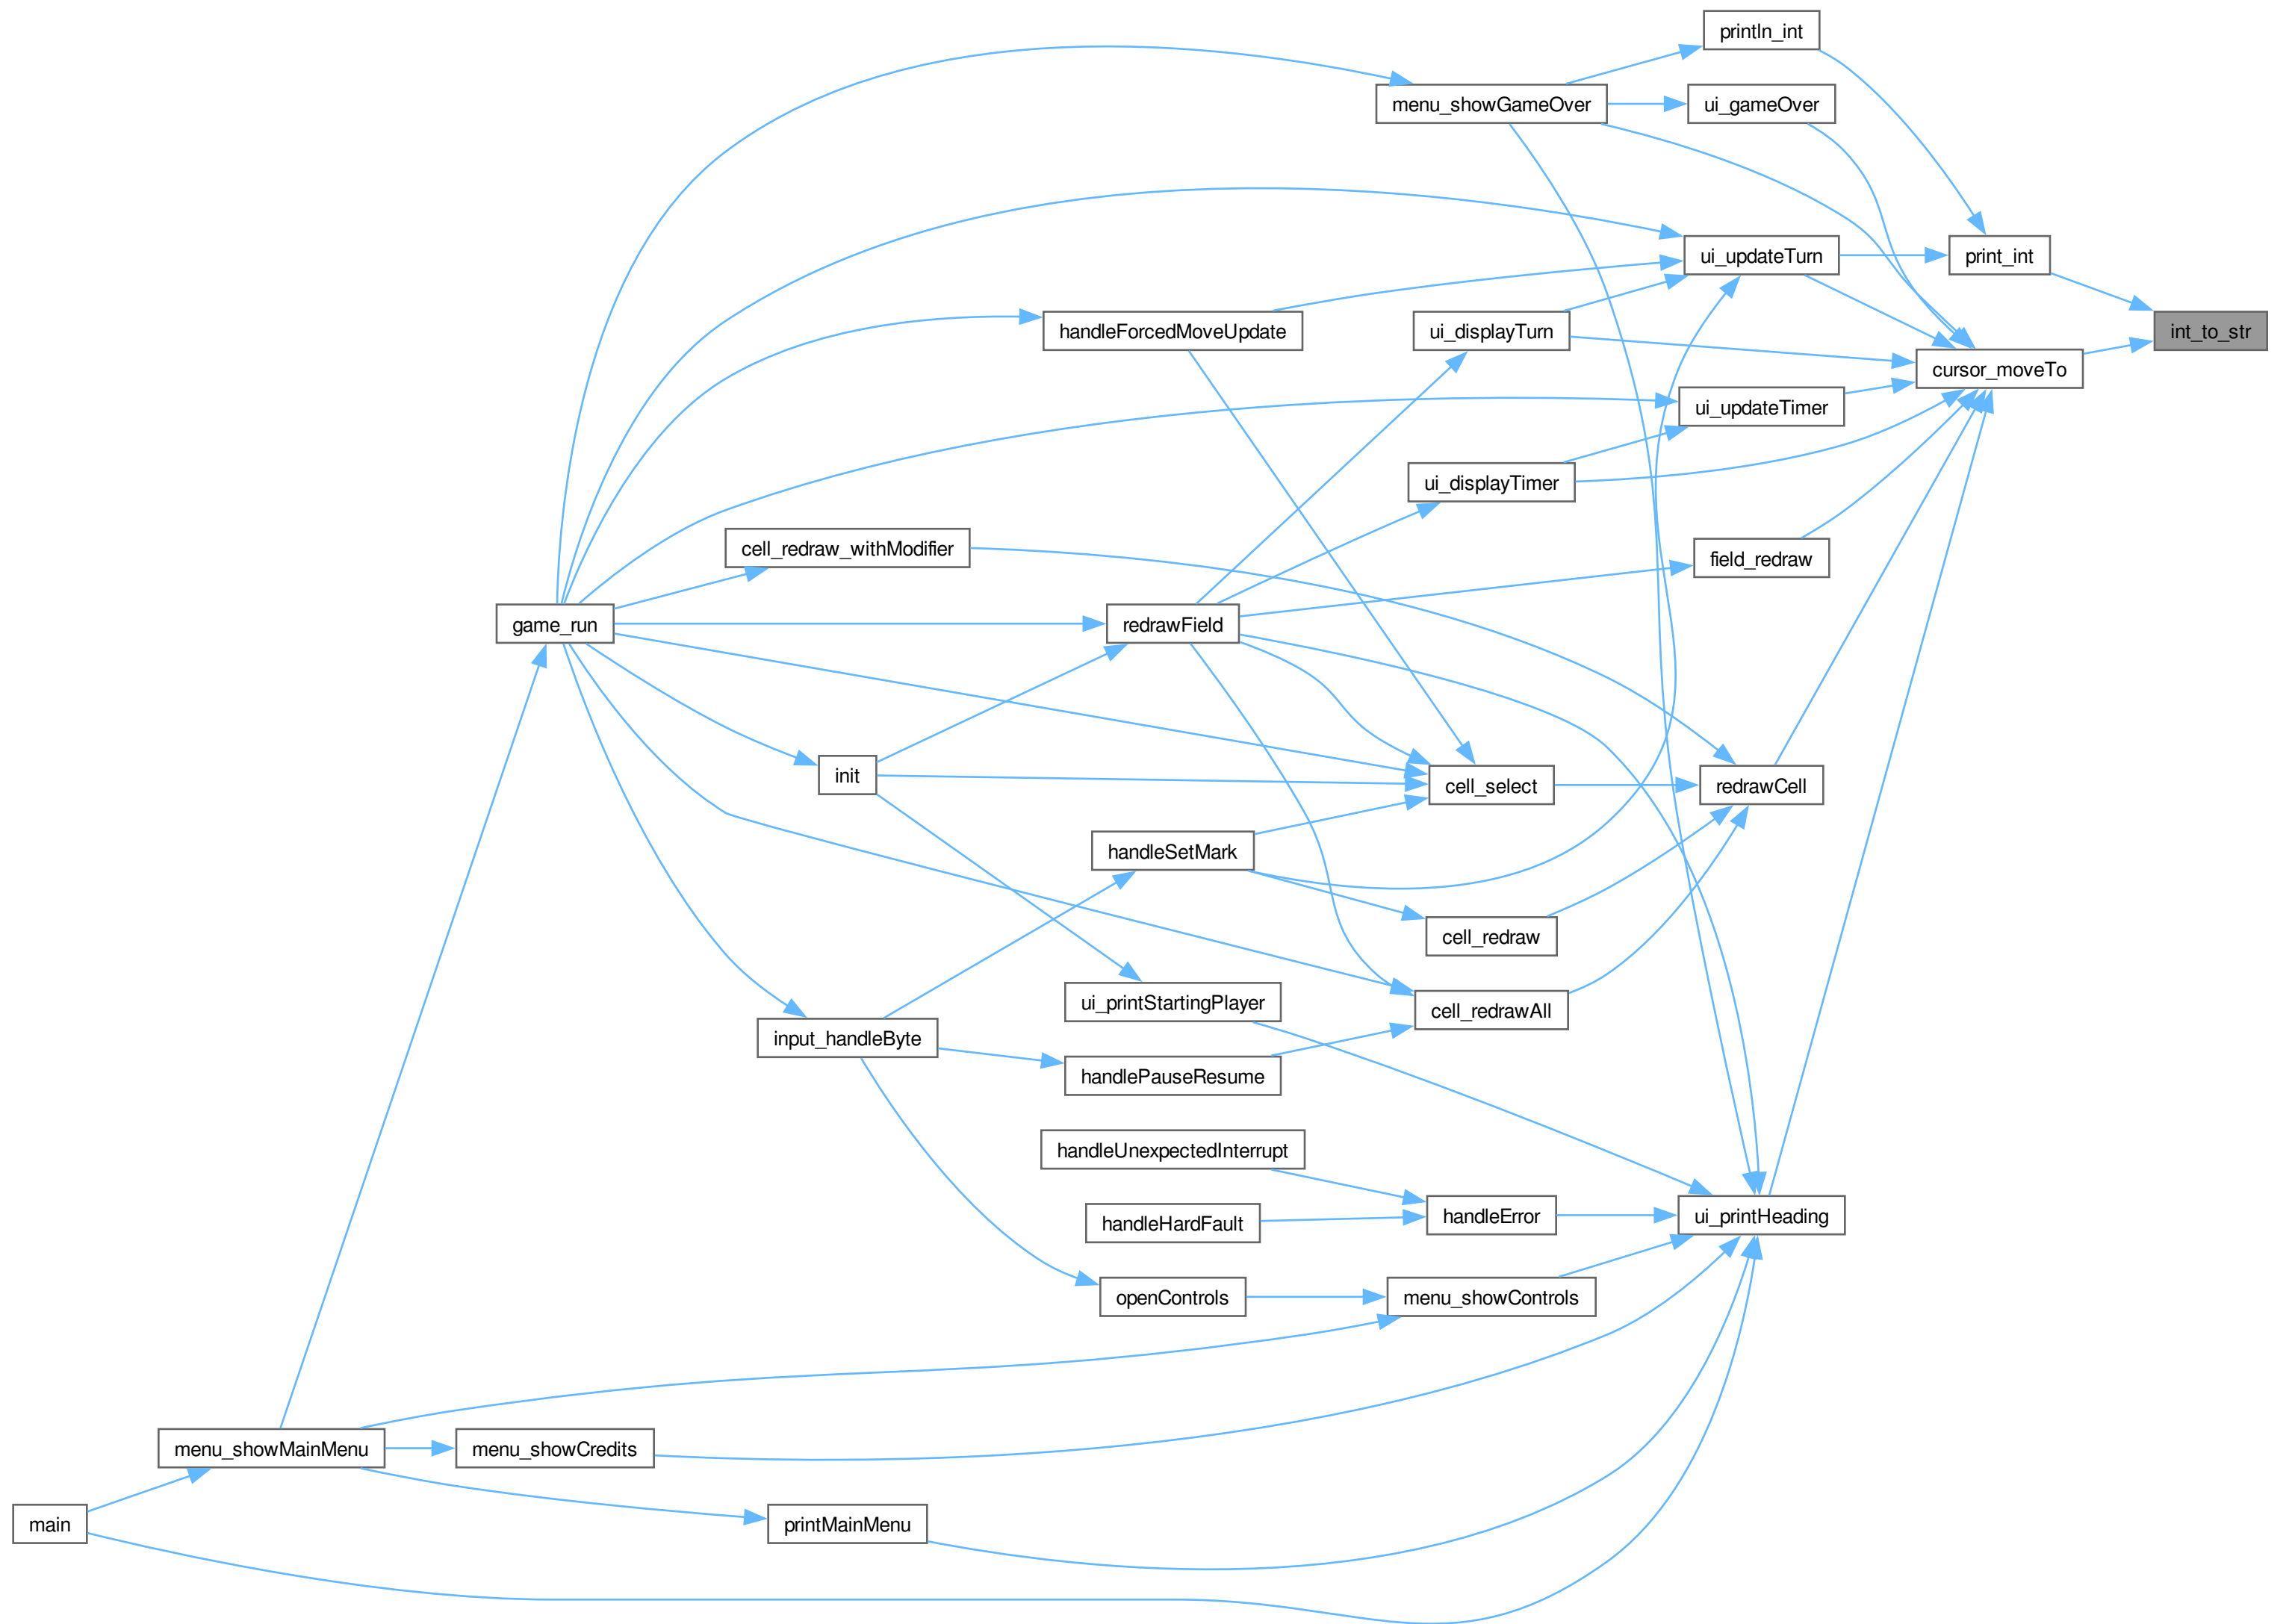 println_int
menu_showGameOver
ui_gameOver
ui_updateTurn
print_int
handleForcedMoveUpdate
ui_displayTurn
int_to_str
cursor_moveTo
ui_updateTimer
ui_displayTimer
cell_redraw_withModifier
field_redraw
game_run
redrawField
init
cell_select
redrawCell
handleSetMark
cell_redraw
ui_printStartingPlayer
cell_redrawAll
input_handleByte
handlePauseResume
handleUnexpectedInterrupt
handleHardFault
handleError
ui_printHeading
openControls
menu_showControls
menu_showMainMenu
menu_showCredits
main
printMainMenu